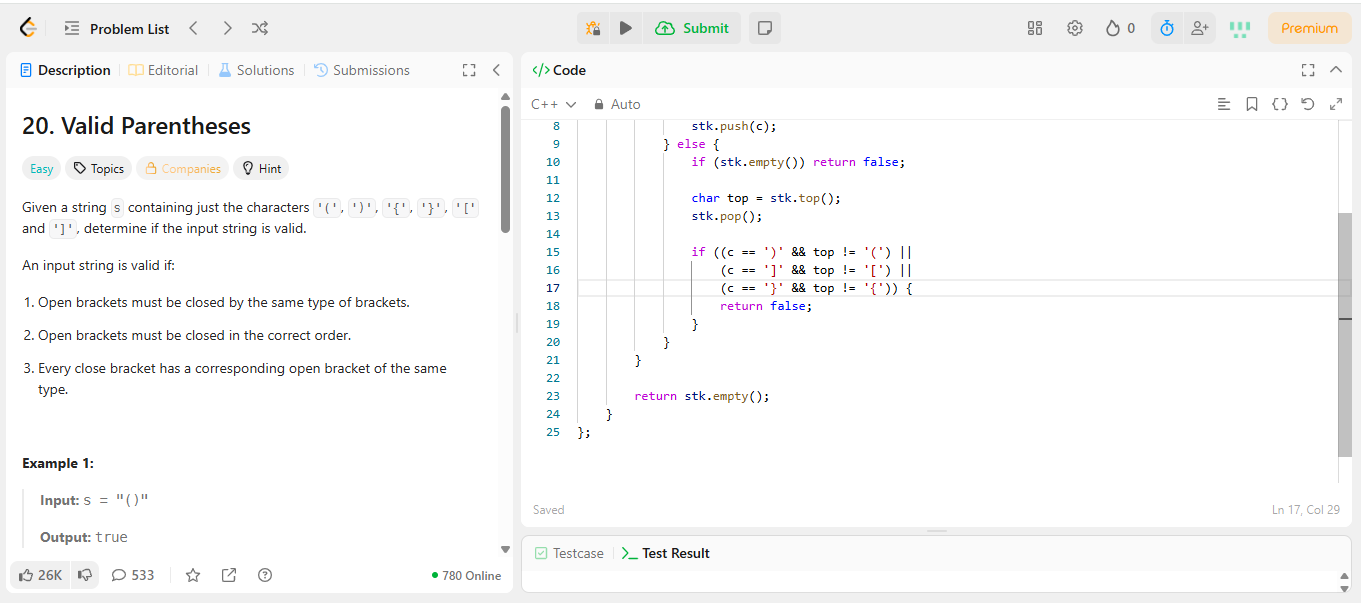 Problem List
Submit
0
Premium
Description
Editorial
Solutions
Submissions
20. Valid Parentheses
Easy
Topics
Companies
Hint
Given a string s containing just the characters '(', ')', '{', '}', '['
and ']', determine if the input string is valid.
An input string is valid if:
1. Open brackets must be closed by the same type of brackets.
2. Open brackets must be closed in the correct order.
3. Every close bracket has a corresponding open bracket of the same
type.
Example 1:
Input: s = "()"
Output: true
26K
533
780 Online
</> Code
C++
Auto
8 stk.push(c);
9 } else {
10 if (stk.empty()) return false;
11
12 char top = stk.top();
13 stk.pop();
14
15 if ((c == ')' && top != '(') ||
16 (c == ']' && top != '[') ||
17 (c == '}' && top != '{')) {
18 return false;
19 }
20 }
21 }
22
23 return stk.empty();
24 }
25 };
Saved
Ln 17, Col 29
Testcase
Test Result